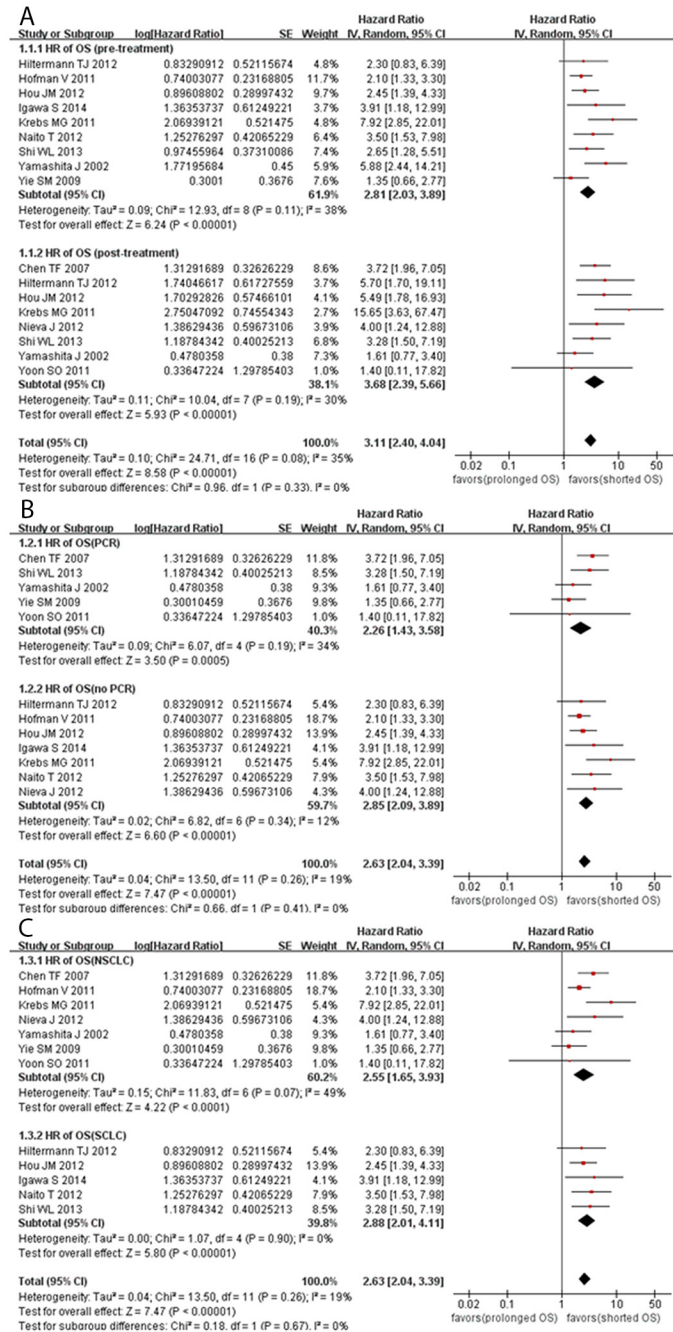 A
Hazard Ratio Hazard Ratio
Study or Subgroup log[Hazard Ratio] SE Weight IV, Random, 95% CI IV, Random, 95% CI
1.1.1 HR of OS (pre-treatment)
Hiltermann TJ 2012 0.83290912 0.52115674 4.8% 2.30 [0.83, 6.39]
Hofman V 2011 0.74003077 0.23168805 11.7% 2.10 [1.33, 3.30]
Hou JM 2012 0.89608802 0.28997432 9.7% 2.45 [1.39, 4.33]
Igawa S 2014 1.36353737 0.61249221 3.7% 3.91 [1.18, 12.99]
Krebs MG 2011 2.06939121 0.521475 4.8% 7.92 [2.85, 22.01]
Naito T 2012 1.25276297 0.42065229 6.4% 3.50 [1.53, 7.98]
Shi WL 2013 0.97455964 0.37310086 7.4% 2.65 [1.28, 5.51]
Yamashita J 2002 1.77195684 0.45 5.9% 5.88 [2.44, 14.21]
Yie SM 2009 0.3001 0.3676 7.6% 1.35 [0.66, 2.77]
Subtotal (95% CI) 61.9% 2.81 [2.03, 3.89]
Heterogeneity: Tau² = 0.09; Chi² = 12.93, df = 8 (P = 0.11); I² = 38%
Test for overall effect: Z = 6.24 (P < 0.00001)
1.1.2 HR of OS (post-treatment)
Chen TF 2007 1.31291689 0.32626229 8.6% 3.72 [1.96, 7.05]
Hiltermann TJ 2012 1.74046617 0.61727559 3.7% 5.70 [1.70, 19.11]
Hou JM 2012 1.70292826 0.57466101 4.1% 5.49 [1.78, 16.93]
Krebs MG 2011 2.75047092 0.74554343 2.7% 15.65 [3.63, 67.47]
Nieva J 2012 1.38629436 0.59673106 3.9% 4.00 [1.24, 12.88]
Shi WL 2013 1.18784342 0.40025213 6.8% 3.28 [1.50, 7.19]
Yamashita J 2002 0.4780358 0.38 7.3% 1.61 [0.77, 3.40]
Yoon SO 2011 0.33647224 1.29785403 1.0% 1.40 [0.11, 17.82]
Subtotal (95% CI) 38.1% 3.68 [2.39, 5.66]
Heterogeneity: Tau² = 0.11; Chi² = 10.04, df = 7 (P = 0.19); I² = 30%
Test for overall effect: Z = 5.93 (P < 0.00001)
Total (95% CI) 100.0% 3.11 [2.40, 4.04]
Heterogeneity: Tau² = 0.10; Chi² = 24.71, df = 16 (P = 0.08); I² = 35%
Test for overall effect: Z = 8.58 (P < 0.00001)
Test for subgroup differences: Chi² = 0.96, df = 1 (P = 0.33), I² = 0%
0.02 0.1 1 10 50
favors(prolonged OS) favors(shorted OS)
B
Hazard Ratio Hazard Ratio
Study or Subgroup log[Hazard Ratio] SE Weight IV, Random, 95% CI IV, Random, 95% CI
1.2.1 HR of OS(PCR)
Chen TF 2007 1.31291689 0.32626229 11.8% 3.72 [1.96, 7.05]
Shi WL 2013 1.18784342 0.40025213 8.5% 3.28 [1.50, 7.19]
Yamashita J 2002 0.4780358 0.38 9.3% 1.61 [0.77, 3.40]
Yie SM 2009 0.30010459 0.3676 9.8% 1.35 [0.66, 2.77]
Yoon SO 2011 0.33647224 1.29785403 1.0% 1.40 [0.11, 17.82]
Subtotal (95% CI) 40.3% 2.26 [1.43, 3.58]
Heterogeneity: Tau² = 0.09; Chi² = 6.07, df = 4 (P = 0.19); I² = 34%
Test for overall effect: Z = 3.50 (P = 0.0005)
1.2.2 HR of OS(no PCR)
Hiltermann TJ 2012 0.83290912 0.52115674 5.4% 2.30 [0.83, 6.39]
Hofman V 2011 0.74003077 0.23168805 18.7% 2.10 [1.33, 3.30]
Hou JM 2012 0.89608802 0.28997432 13.9% 2.45 [1.39, 4.33]
Igawa S 2014 1.36353737 0.61249221 4.1% 3.91 [1.18, 12.99]
Krebs MG 2011 2.06939121 0.521475 5.4% 7.92 [2.85, 22.01]
Naito T 2012 1.25276297 0.42065229 7.9% 3.50 [1.53, 7.98]
Nieva J 2012 1.38629436 0.59673106 4.3% 4.00 [1.24, 12.88]
Subtotal (95% CI) 59.7% 2.85 [2.09, 3.89]
Heterogeneity: Tau² = 0.02; Chi² = 6.82, df = 6 (P = 0.34); I² = 12%
Test for overall effect: Z = 6.60 (P < 0.00001)
Total (95% CI) 100.0% 2.63 [2.04, 3.39]
Heterogeneity: Tau² = 0.04; Chi² = 13.50, df = 11 (P = 0.26); I² = 19%
Test for overall effect: Z = 7.47 (P < 0.00001)
Test for subgroup differences: Chi² = 0.66, df = 1 (P = 0.41), I² = 0%
0.02 0.1 1 10 50
favors(prolonged OS) favors(shorted OS)
C
Hazard Ratio Hazard Ratio
Study or Subgroup log[Hazard Ratio] SE Weight IV, Random, 95% CI IV, Random, 95% CI
1.3.1 HR of OS(NSCLC)
Chen TF 2007 1.31291689 0.32626229 11.8% 3.72 [1.96, 7.05]
Hofman V 2011 0.74003077 0.23168805 18.7% 2.10 [1.33, 3.30]
Krebs MG 2011 2.06939121 0.521475 5.4% 7.92 [2.85, 22.01]
Nieva J 2012 1.38629436 0.59673106 4.3% 4.00 [1.24, 12.88]
Yamashita J 2002 0.4780358 0.38 9.3% 1.61 [0.77, 3.40]
Yie SM 2009 0.30010459 0.3676 9.8% 1.35 [0.66, 2.77]
Yoon SO 2011 0.33647224 1.29785403 1.0% 1.40 [0.11, 17.82]
Subtotal (95% CI) 60.2% 2.55 [1.65, 3.93]
Heterogeneity: Tau² = 0.15; Chi² = 11.83, df = 6 (P = 0.07); I² = 49%
Test for overall effect: Z = 4.22 (P < 0.0001)
1.3.2 HR of OS(SCLC)
Hiltermann TJ 2012 0.83290912 0.52115674 5.4% 2.30 [0.83, 6.39]
Hou JM 2012 0.89608802 0.28997432 13.9% 2.45 [1.39, 4.33]
Igawa S 2014 1.36353737 0.61249221 4.1% 3.91 [1.18, 12.99]
Naito T 2012 1.25276297 0.42065229 7.9% 3.50 [1.53, 7.98]
Shi WL 2013 1.18784342 0.40025213 8.5% 3.28 [1.50, 7.19]
Subtotal (95% CI) 39.8% 2.88 [2.01, 4.11]
Heterogeneity: Tau² = 0.00; Chi² = 1.07, df = 4 (P = 0.90); I² = 0%
Test for overall effect: Z = 5.80 (P < 0.00001)
Total (95% CI) 100.0% 2.63 [2.04, 3.39]
Heterogeneity: Tau² = 0.04; Chi² = 13.50, df = 11 (P = 0.26); I² = 19%
Test for overall effect: Z = 7.47 (P < 0.00001)
Test for subgroup differences: Chi² = 0.18, df = 1 (P = 0.67), I² = 0%
0.02 0.1 1 10 50
favors(prolonged OS) favors(shorted OS)